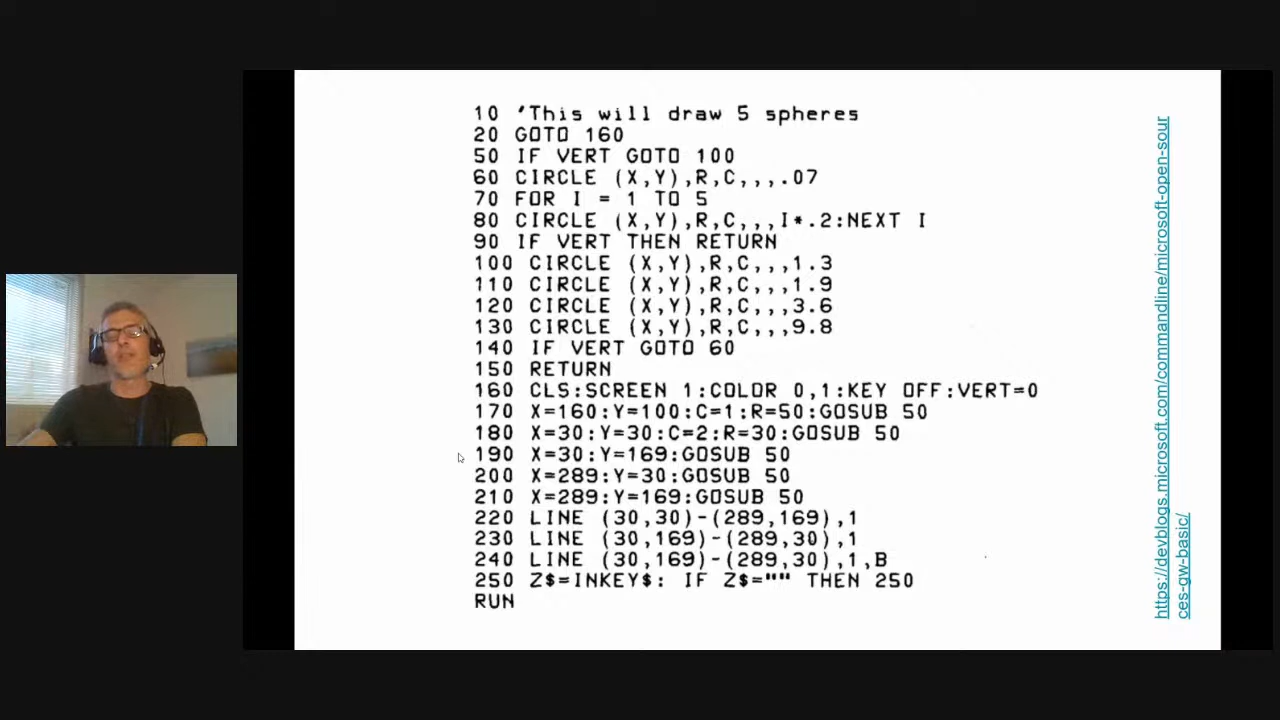 10 'This will draw 5 spheres
20 GOTO 160
50 IF VERT GOTO 100
60 CIRCLE (X,Y),R,C,,,.07
70 FOR I = 1 TO 5
80 CIRCLE (X,Y),R,C,,,I*.2:NEXT I
90 IF VERT THEN RETURN
100 CIRCLE (X,Y),R,C,,,1.3
110 CIRCLE (X,Y),R,C,,,1.9
120 CIRCLE (X,Y),R,C,,,3.6
130 CIRCLE (X,Y),R,C,,,9.8
140 IF VERT GOTO 60
150 RETURN
160 CLS:SCREEN 1:COLOR 0,1:KEY OFF:VERT=0
170 X=160:Y=100:C=1:R=50:GOSUB 50
180 X=30:Y=30:C=2:R=30:GOSUB 50
190 X=30:Y=169:GOSUB 50
200 X=289:Y=30:GOSUB 50
210 X=289:Y=169:GOSUB 50
220 LINE (30,30)-(289,169),1
230 LINE (30,169)-(289,30),1
240 LINE (30,169)-(289,30),1,B
250 Z$=INKEY$: IF Z$="" THEN 250
RUN
https://devblogs.microsoft.com/commandline/microsoft-open-sour
ces-gw-basic/